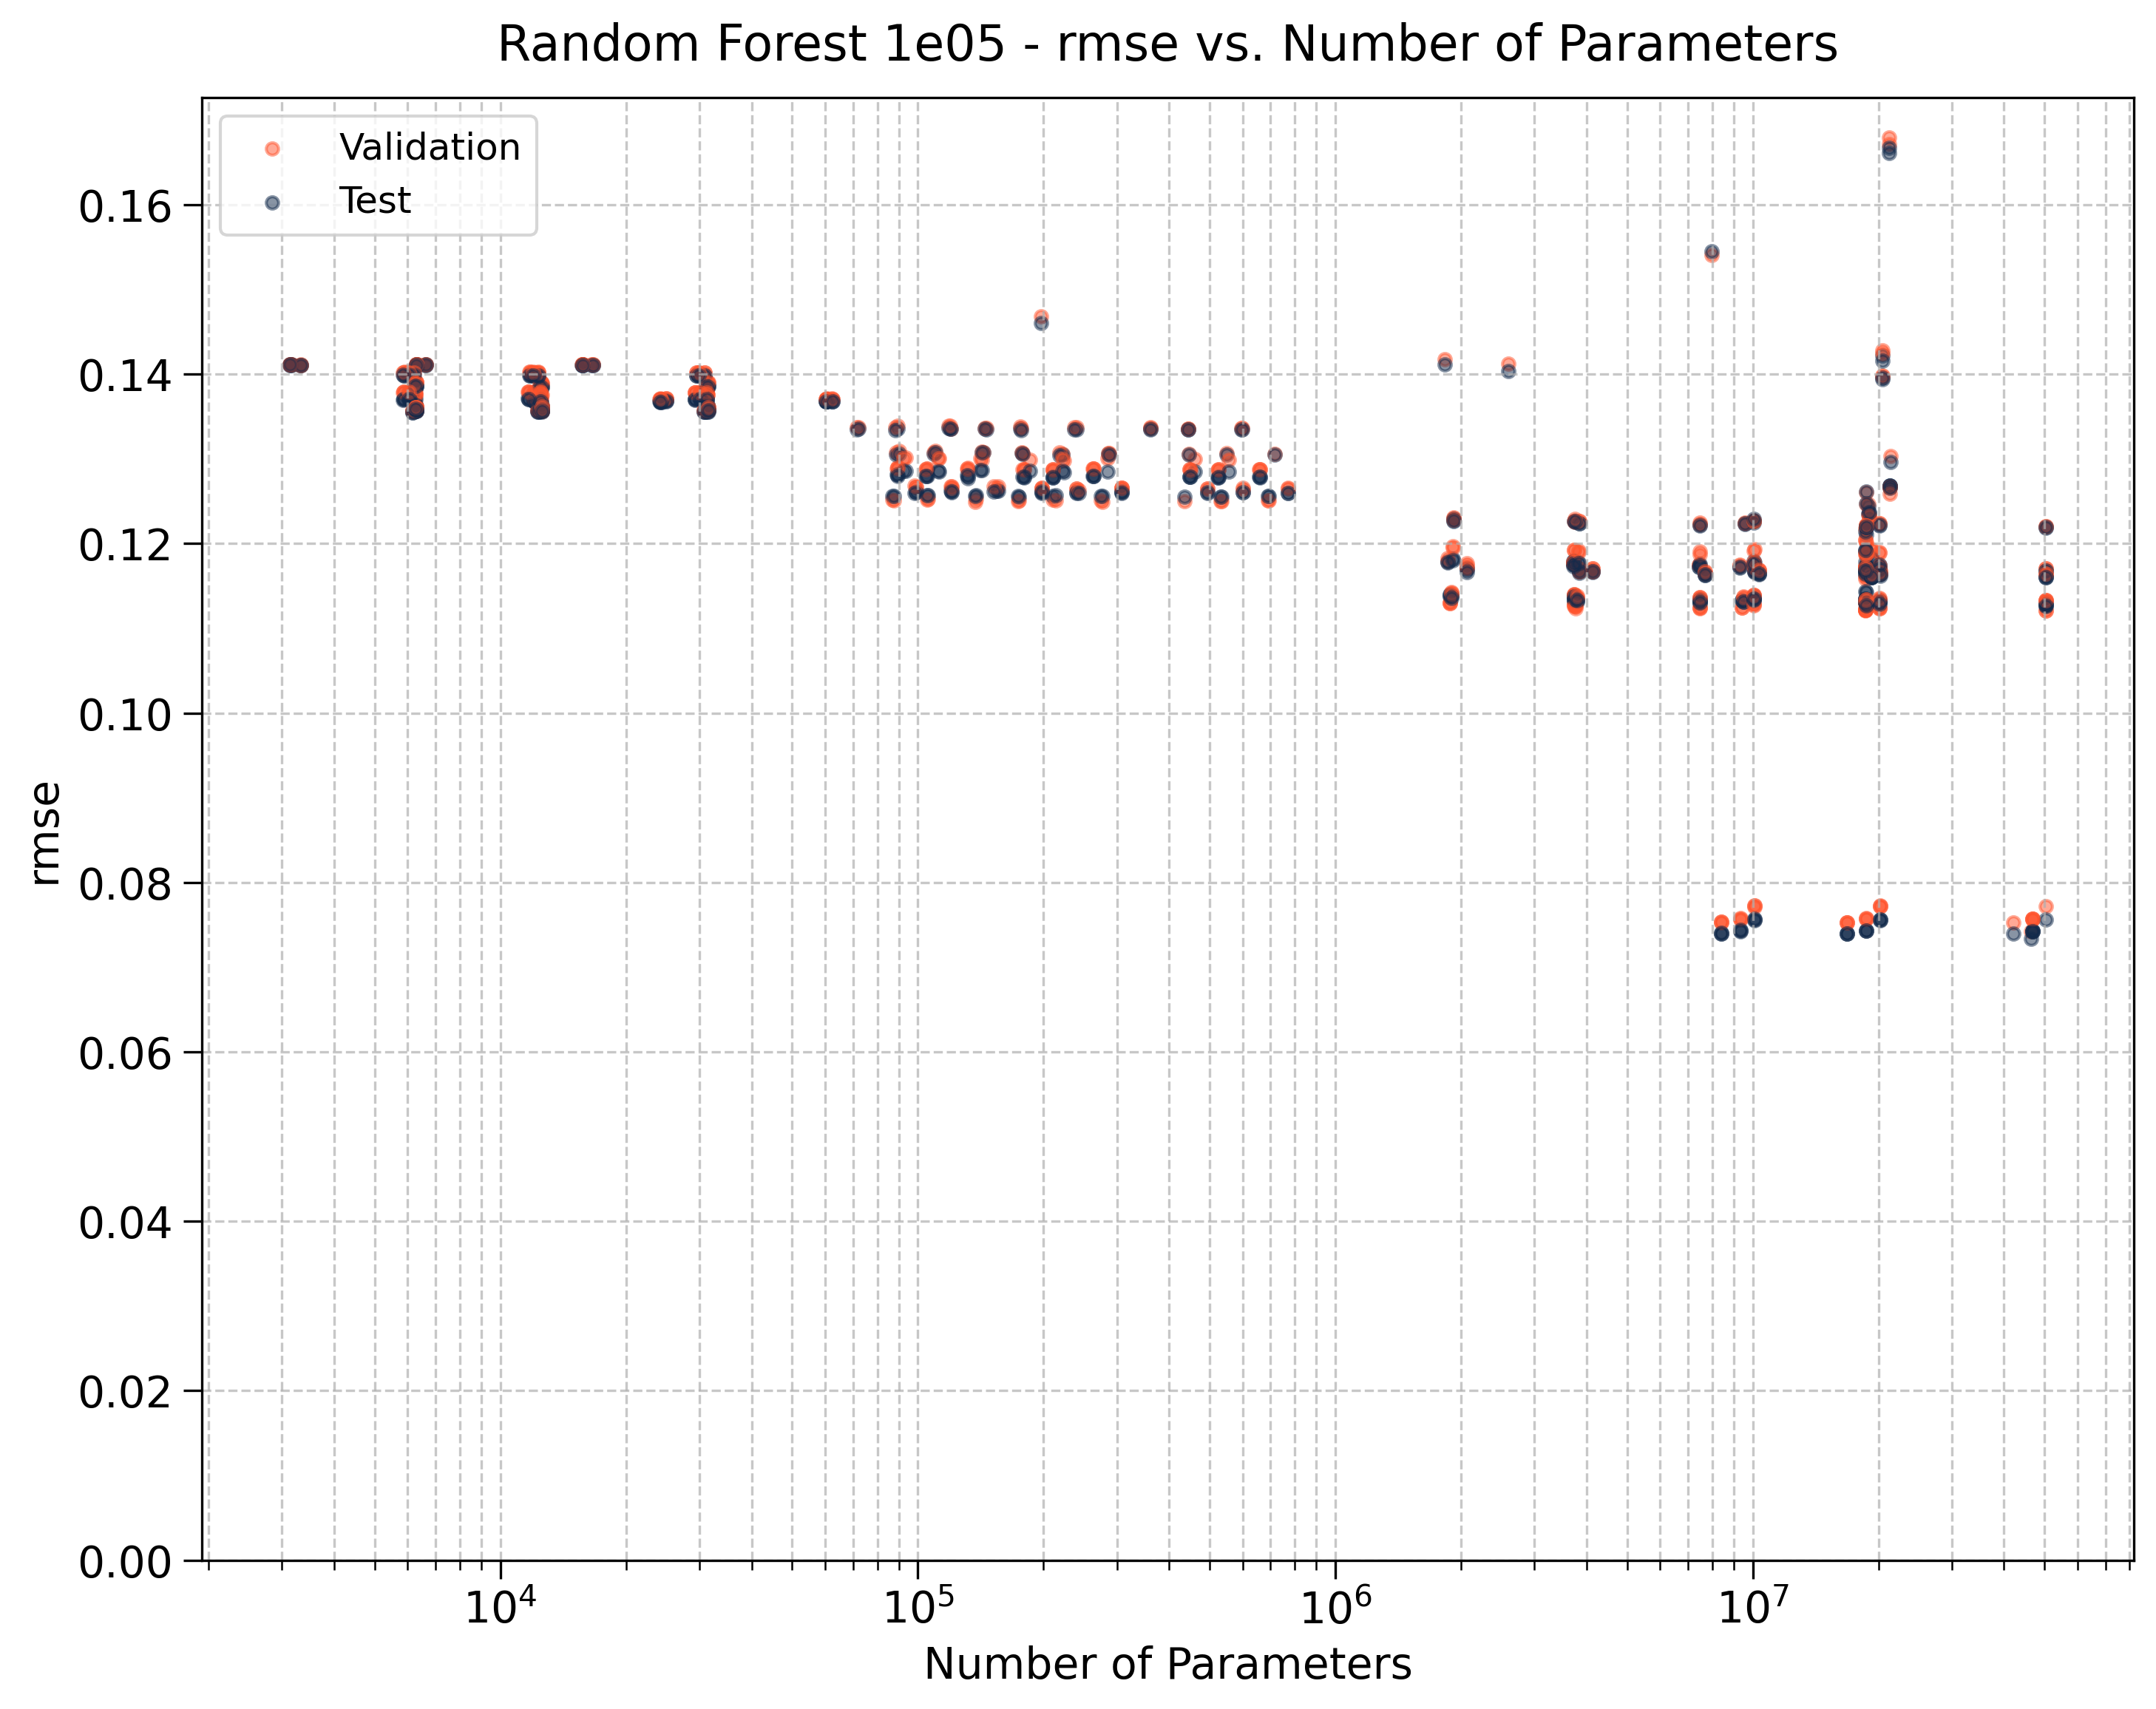 Random Forest 1e05 - rmse vs. Number of Parameters
Validation
Test
0.16
0.14
0.12
0.10
0.08
0.06
0.04
0.02
0.00
rmse
10⁴ 10⁵ 10⁶ 10⁷
Number of Parameters